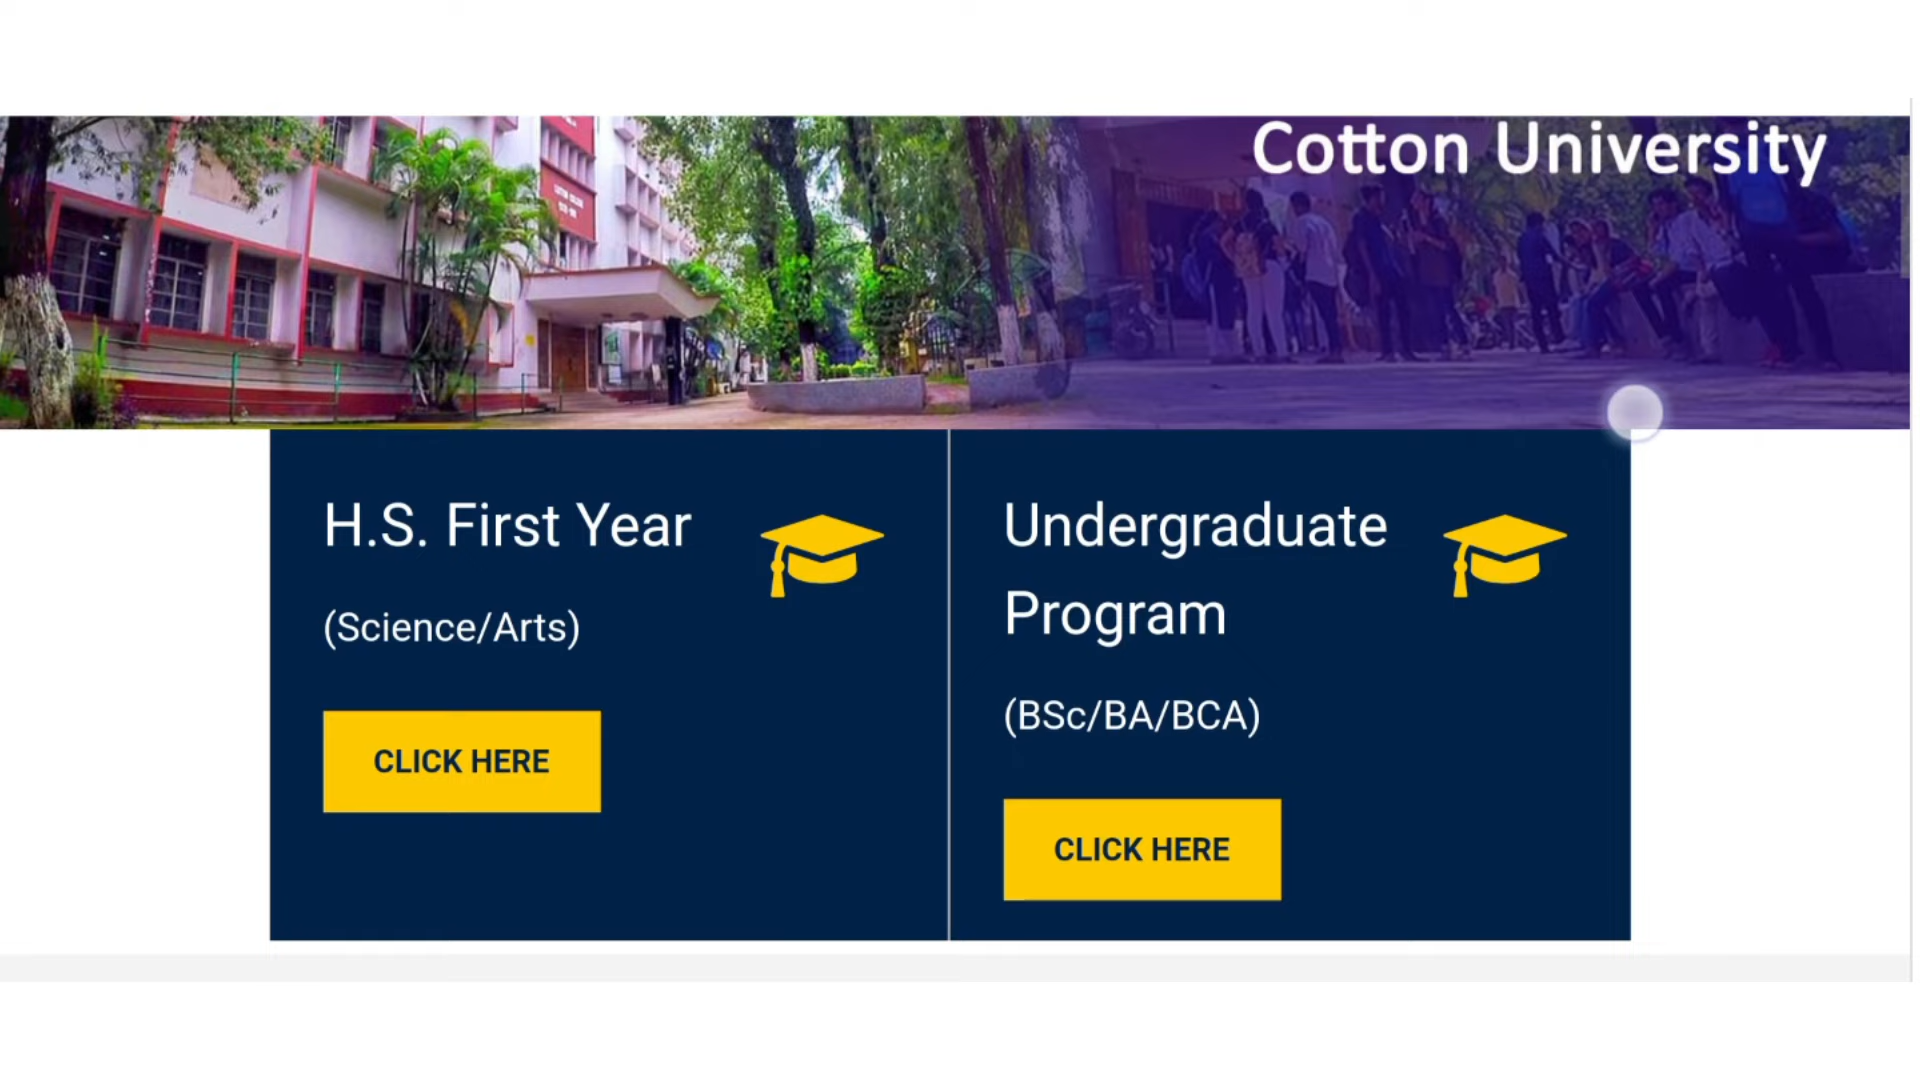 Cotton University
H.S. First Year
(Science/Arts)
CLICK HERE
Undergraduate
Program
(BSc/BA/BCA)
CLICK HERE